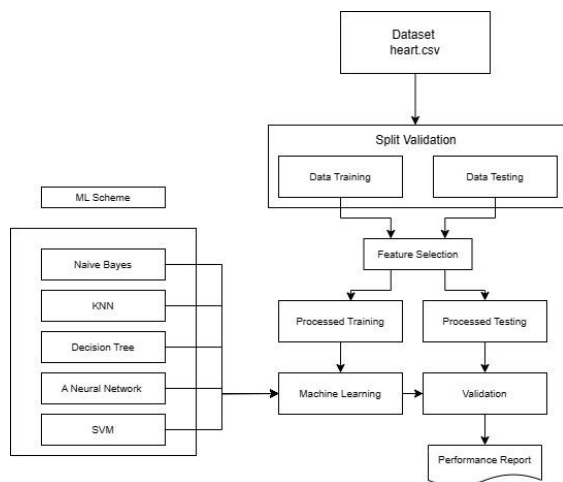 Dataset
heart.csv
Split Validation
Data Training
Data Testing
ML Scheme
Naive Bayes
Feature Selection
KNN
Processed Training
Processed Testing
Decision Tree
A Neural Network
Machine Learning
Validation
SVM
Performance Report